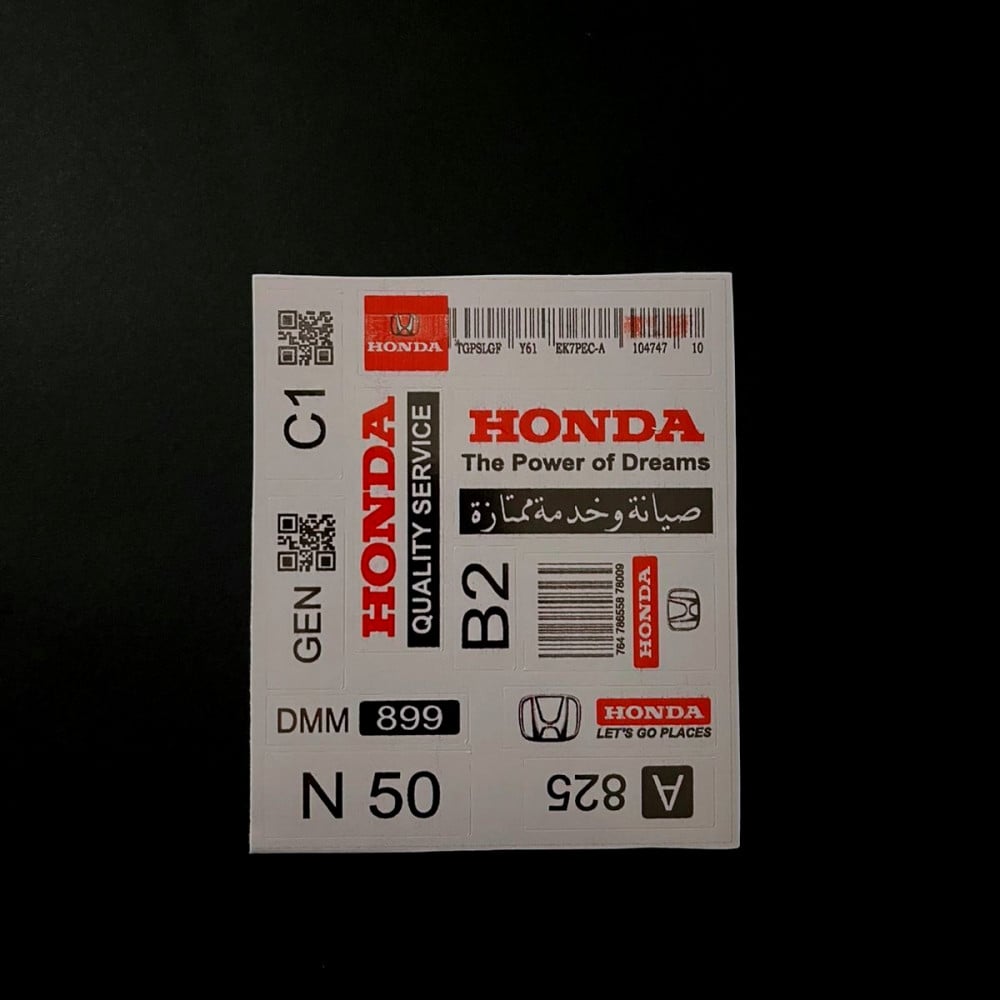 HONDA
TGPSLGF Y61 EK7PEC-A 104747 10
C1
HONDA
QUALITY SERVICE
HONDA
The Power of Dreams
صيانة وخدمة ممتازة
GEN
B2
764 786558 78009
HONDA
DMM 899
HONDA
LET'S GO PLACES
N 50
A 825